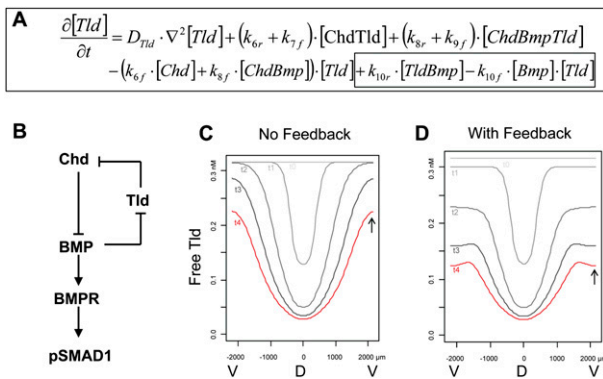 A
∂[Tld]/∂t = D_Tld · ∇²[Tld] + (k_6r + k_7f) · [ChdTld] + (k_8r + k_9f) · [ChdBmpTld]
−(k_6f · [Chd] + k_8f · [ChdBmp]) · [Tld] + k_10r · [TldBmp] − k_10f · [Bmp] · [Tld]
B
Chd
Tld
BMP
BMPR
pSMAD1
C
No Feedback
Free Tld
0.3 nM
0.2
0.1
0.0
t2
t1
t3
t4
-2000
-1000
0
1000
2000 μm
V
D
V
D
With Feedback
0.3 nM
0.2
0.1
0.0
t1
t2
t3
t4
-2000
-1000
0
1000
2000 μm
V
D
V